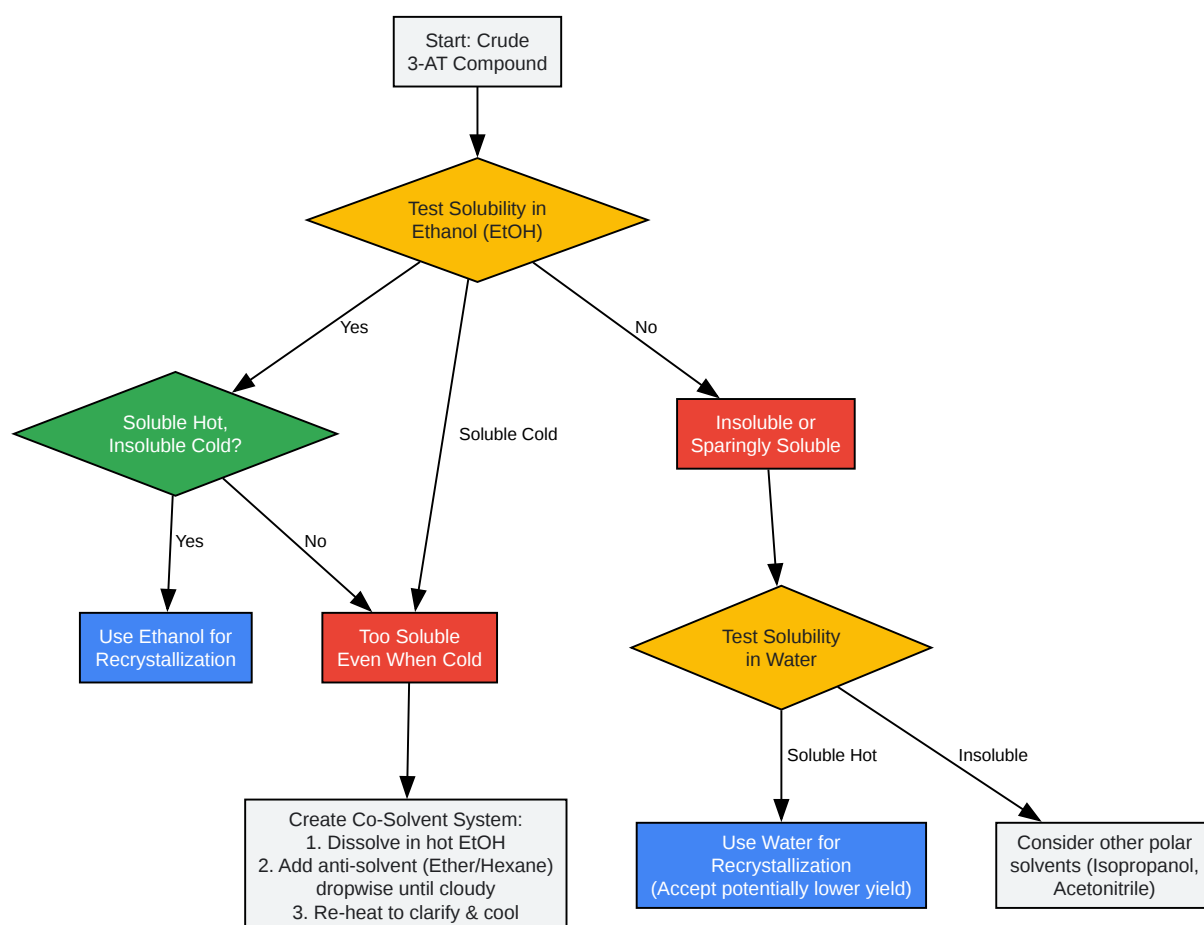 Start: Crude
3-AT Compound
Test Solubility in
Ethanol (EtOH)
Yes
Soluble Cold
No
Soluble Hot,
Insoluble Cold?
Insoluble or
Sparingly Soluble
Yes
No
Use Ethanol for
Recrystallization
Too Soluble
Even When Cold
Test Solubility
in Water
Soluble Hot
Insoluble
Create Co-Solvent System:
1. Dissolve in hot EtOH
2. Add anti-solvent (Ether/Hexane)
dropwise until cloudy
3. Re-heat to clarify & cool
Use Water for
Recrystallization
(Accept potentially lower yield)
Consider other polar
solvents (Isopropanol,
Acetonitrile)